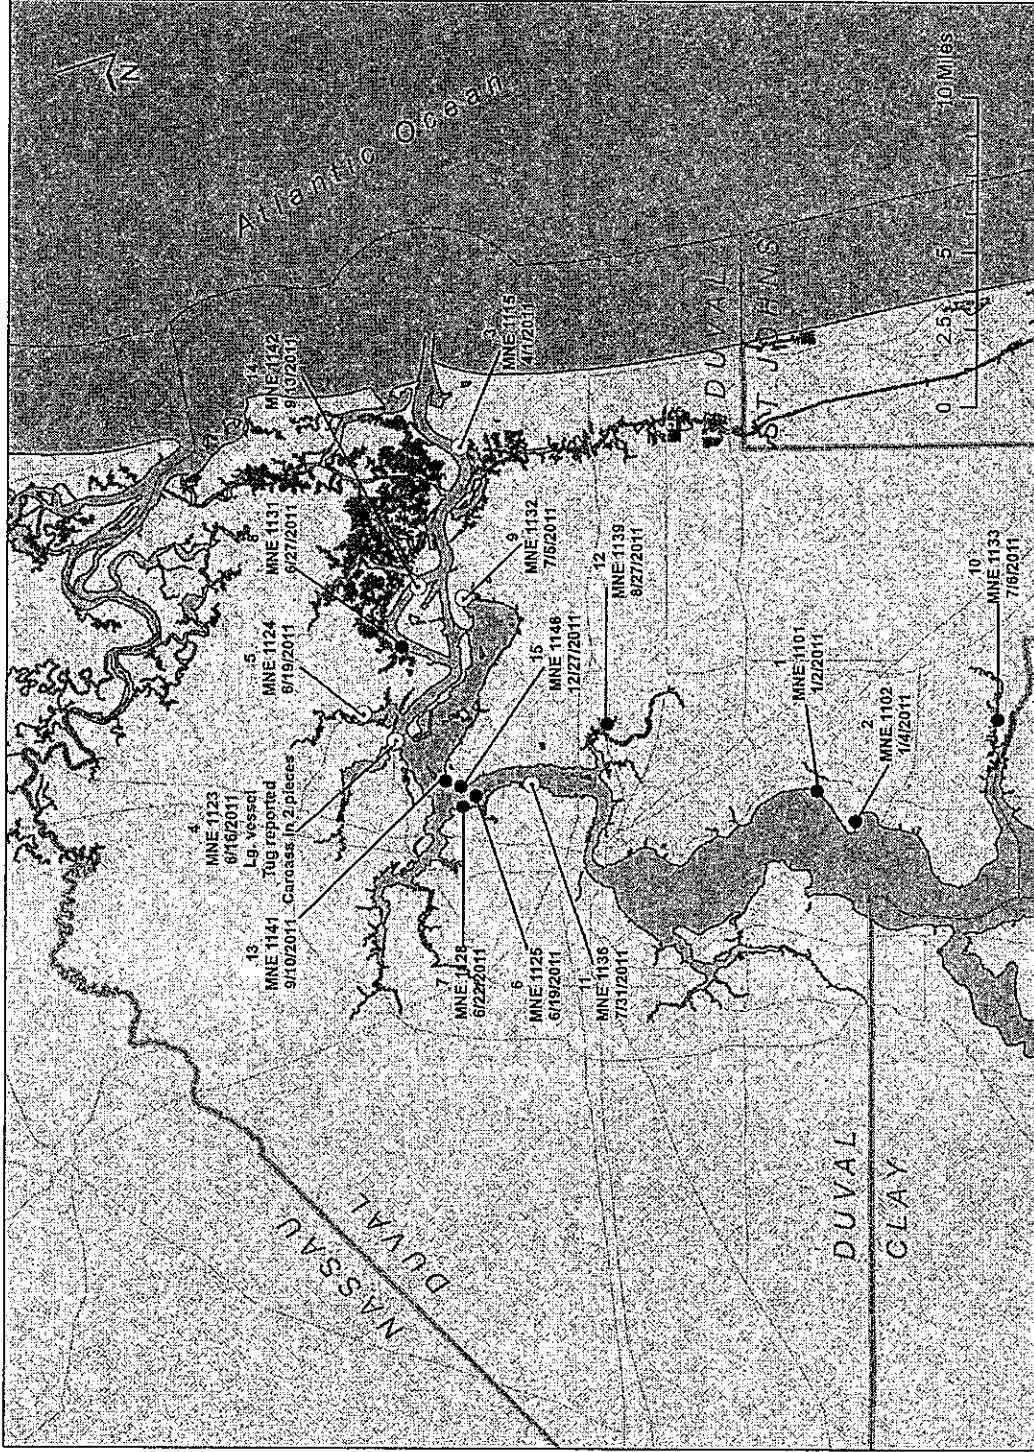 N
Atlantic Ocean
14
MNE 1142
9/13/2011
8
MNE 1131
6/27/2011
5
MNE 1124
6/19/2011
4
MNE 1123
6/16/2011
Lg. vessel
Tug reported
Carcass in 2 pieces
13
MNE 1141
9/10/2011
3
MNE 1115
4/1/2011
9
MNE 1132
7/5/2011
15
MNE 1146
12/27/2011
7
MNE 1128
6/22/2011
6
MNE 1125
6/19/2011
11
MNE 1136
7/31/2011
12
MNE 1139
8/27/2011
1
MNE 1101
1/2/2011
2
MNE 1102
1/4/2011
10
MNE 1133
7/6/2011
NASSAU
DUVAL
DUVAL
CLAY
DUVAL
ST JOHNS
0 2.5 5 10 Miles